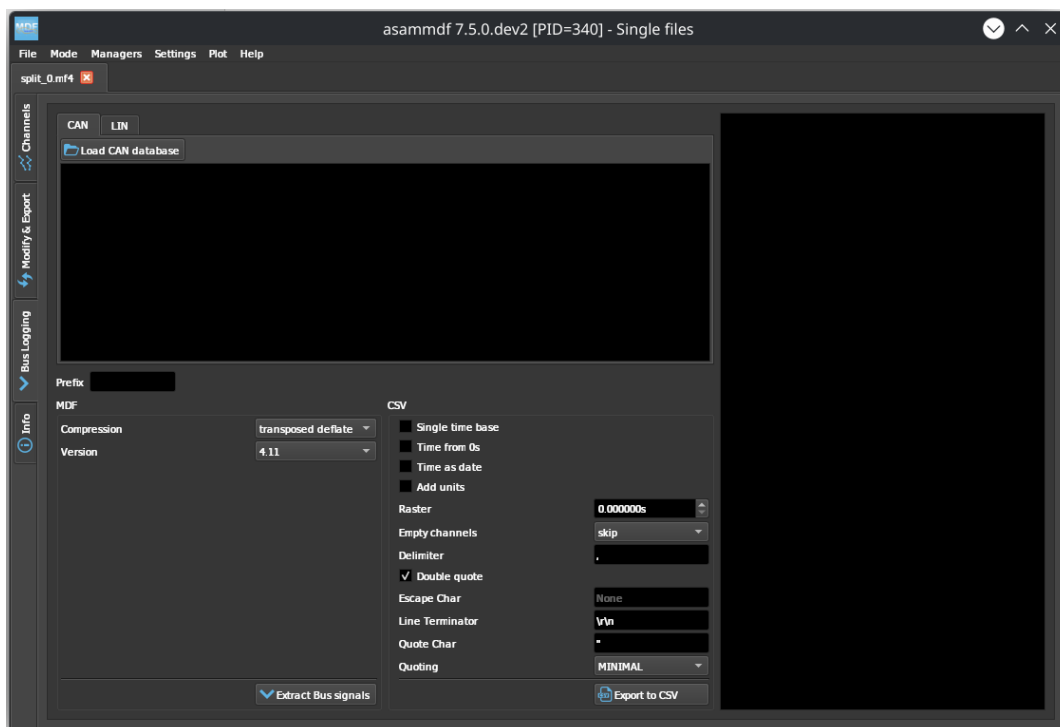 MDF
asammdf 7.5.0.dev2 [PID=340] - Single files
File Mode Managers Settings Plot Help
split_0.mf4
Channels
Modify & Export
Bus Logging
Info
CAN LIN
Load CAN database
Prefix
MDF
Compression transposed deflate
Version 4.11
Extract Bus signals
CSV
Single time base
Time from 0s
Time as date
Add units
Raster 0.000000s
Empty channels skip
Delimiter ,
Double quote
Escape Char None
Line Terminator \r\n
Quote Char "
Quoting MINIMAL
Export to CSV